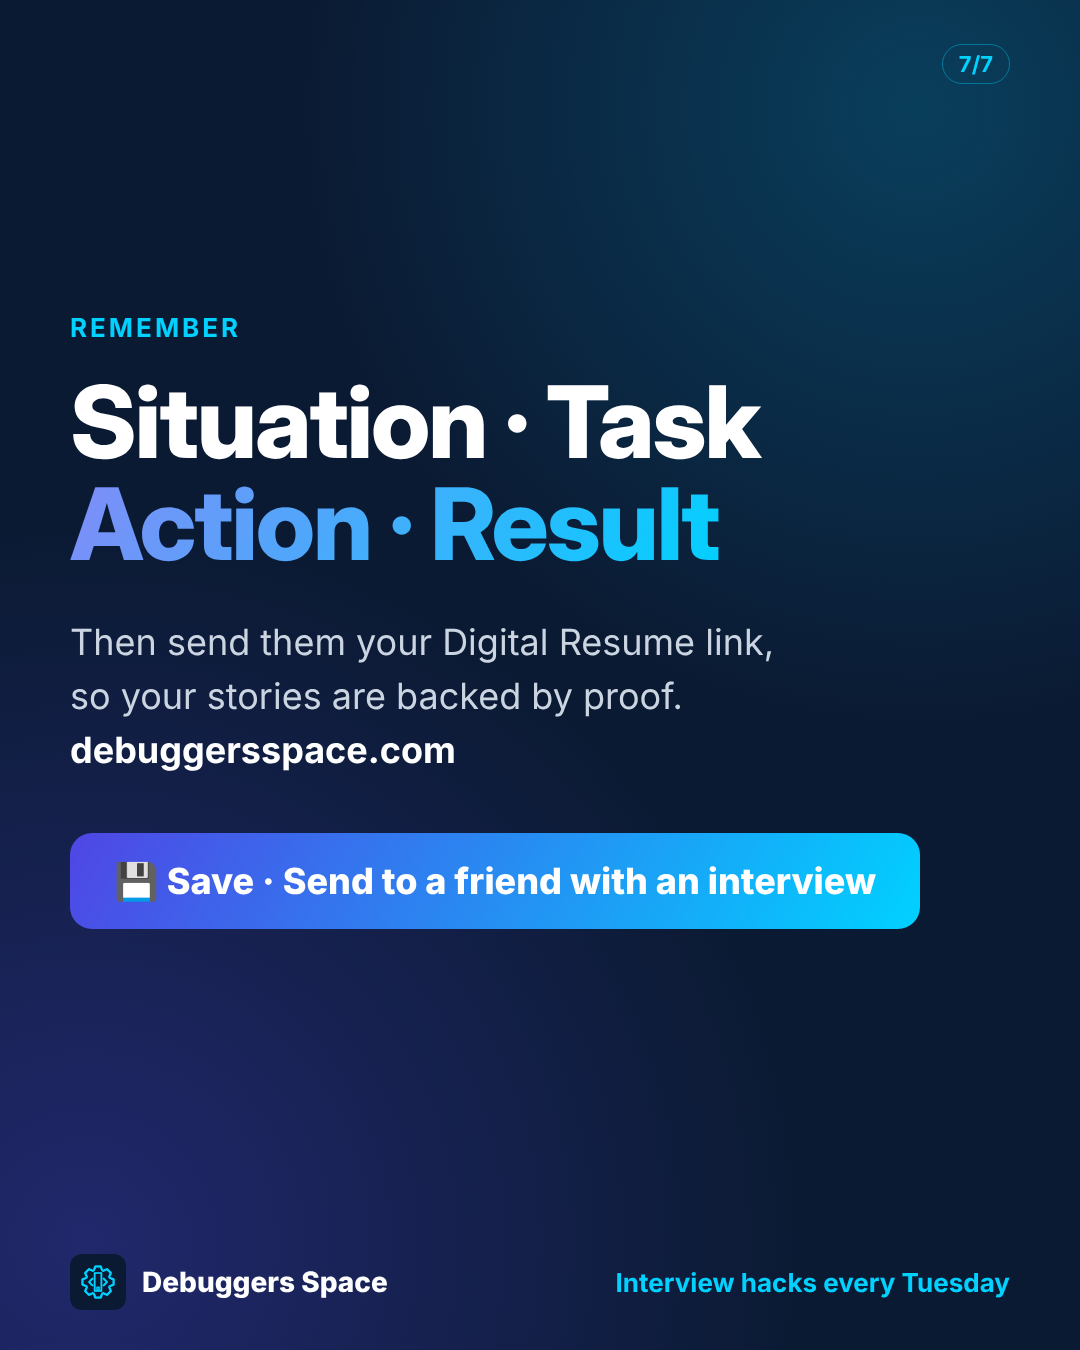 7/7
REMEMBER
Situation · Task
Action · Result
Then send them your Digital Resume link,
so your stories are backed by proof.
debuggersspace.com
💾 Save · Send to a friend with an interview
Debuggers Space
Interview hacks every Tuesday